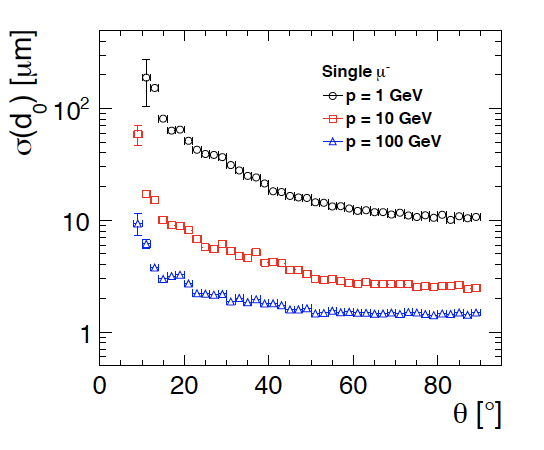 σ(d₀) [μm]
10²
10
1
Single μ⁻
p = 1 GeV
p = 10 GeV
p = 100 GeV
0 20 40 60 80
θ [°]